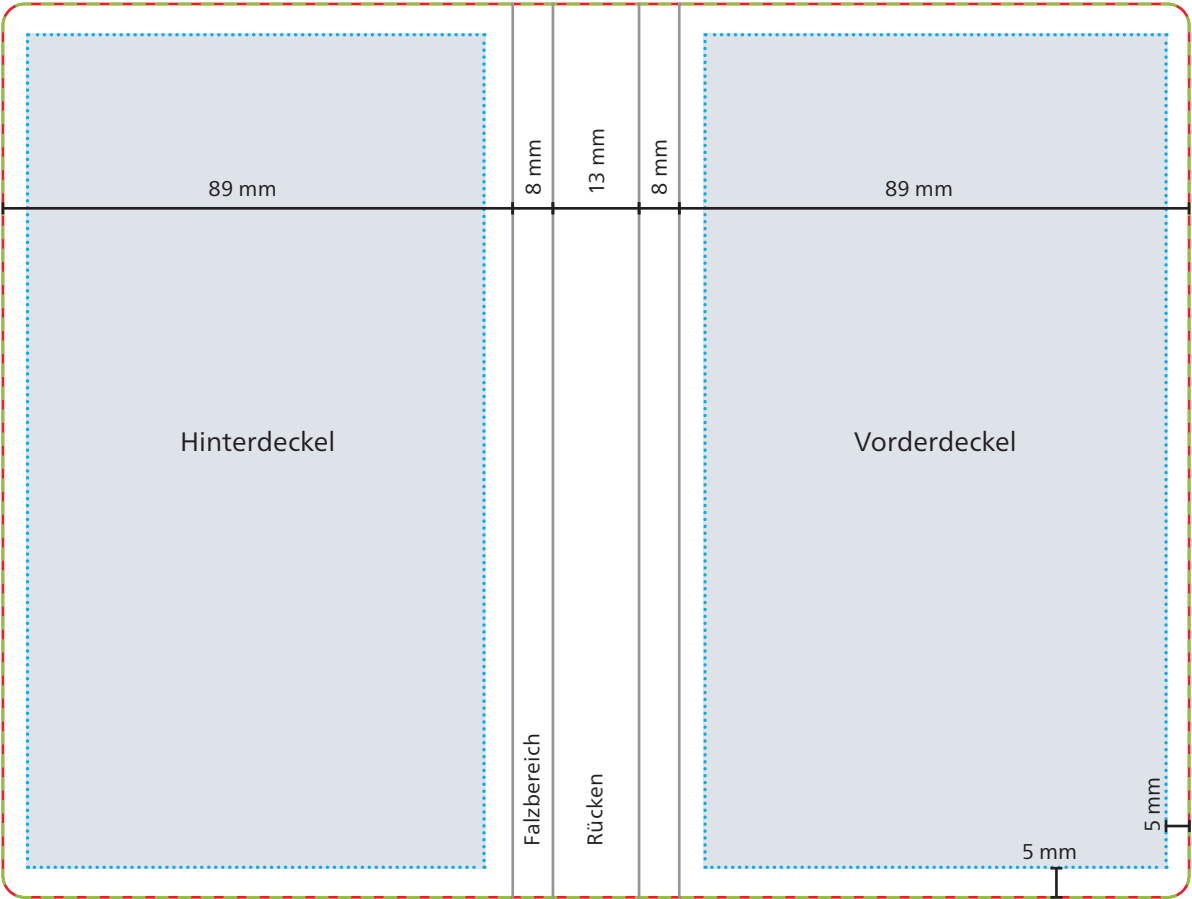 89 mm
8 mm
13 mm
8 mm
89 mm
Hinterdeckel
Vorderdeckel
Falzbereich
Rücken
5 mm
5 mm